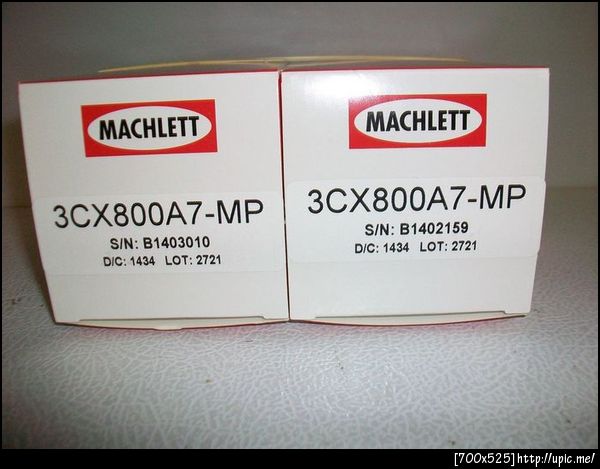 MACHLETT
3CX800A7-MP
S/N: B1403010
D/C: 1434 LOT: 2721
MACHLETT
3CX800A7-MP
S/N: B1402159
D/C: 1434 LOT: 2721
[700x525]http://upic.me/